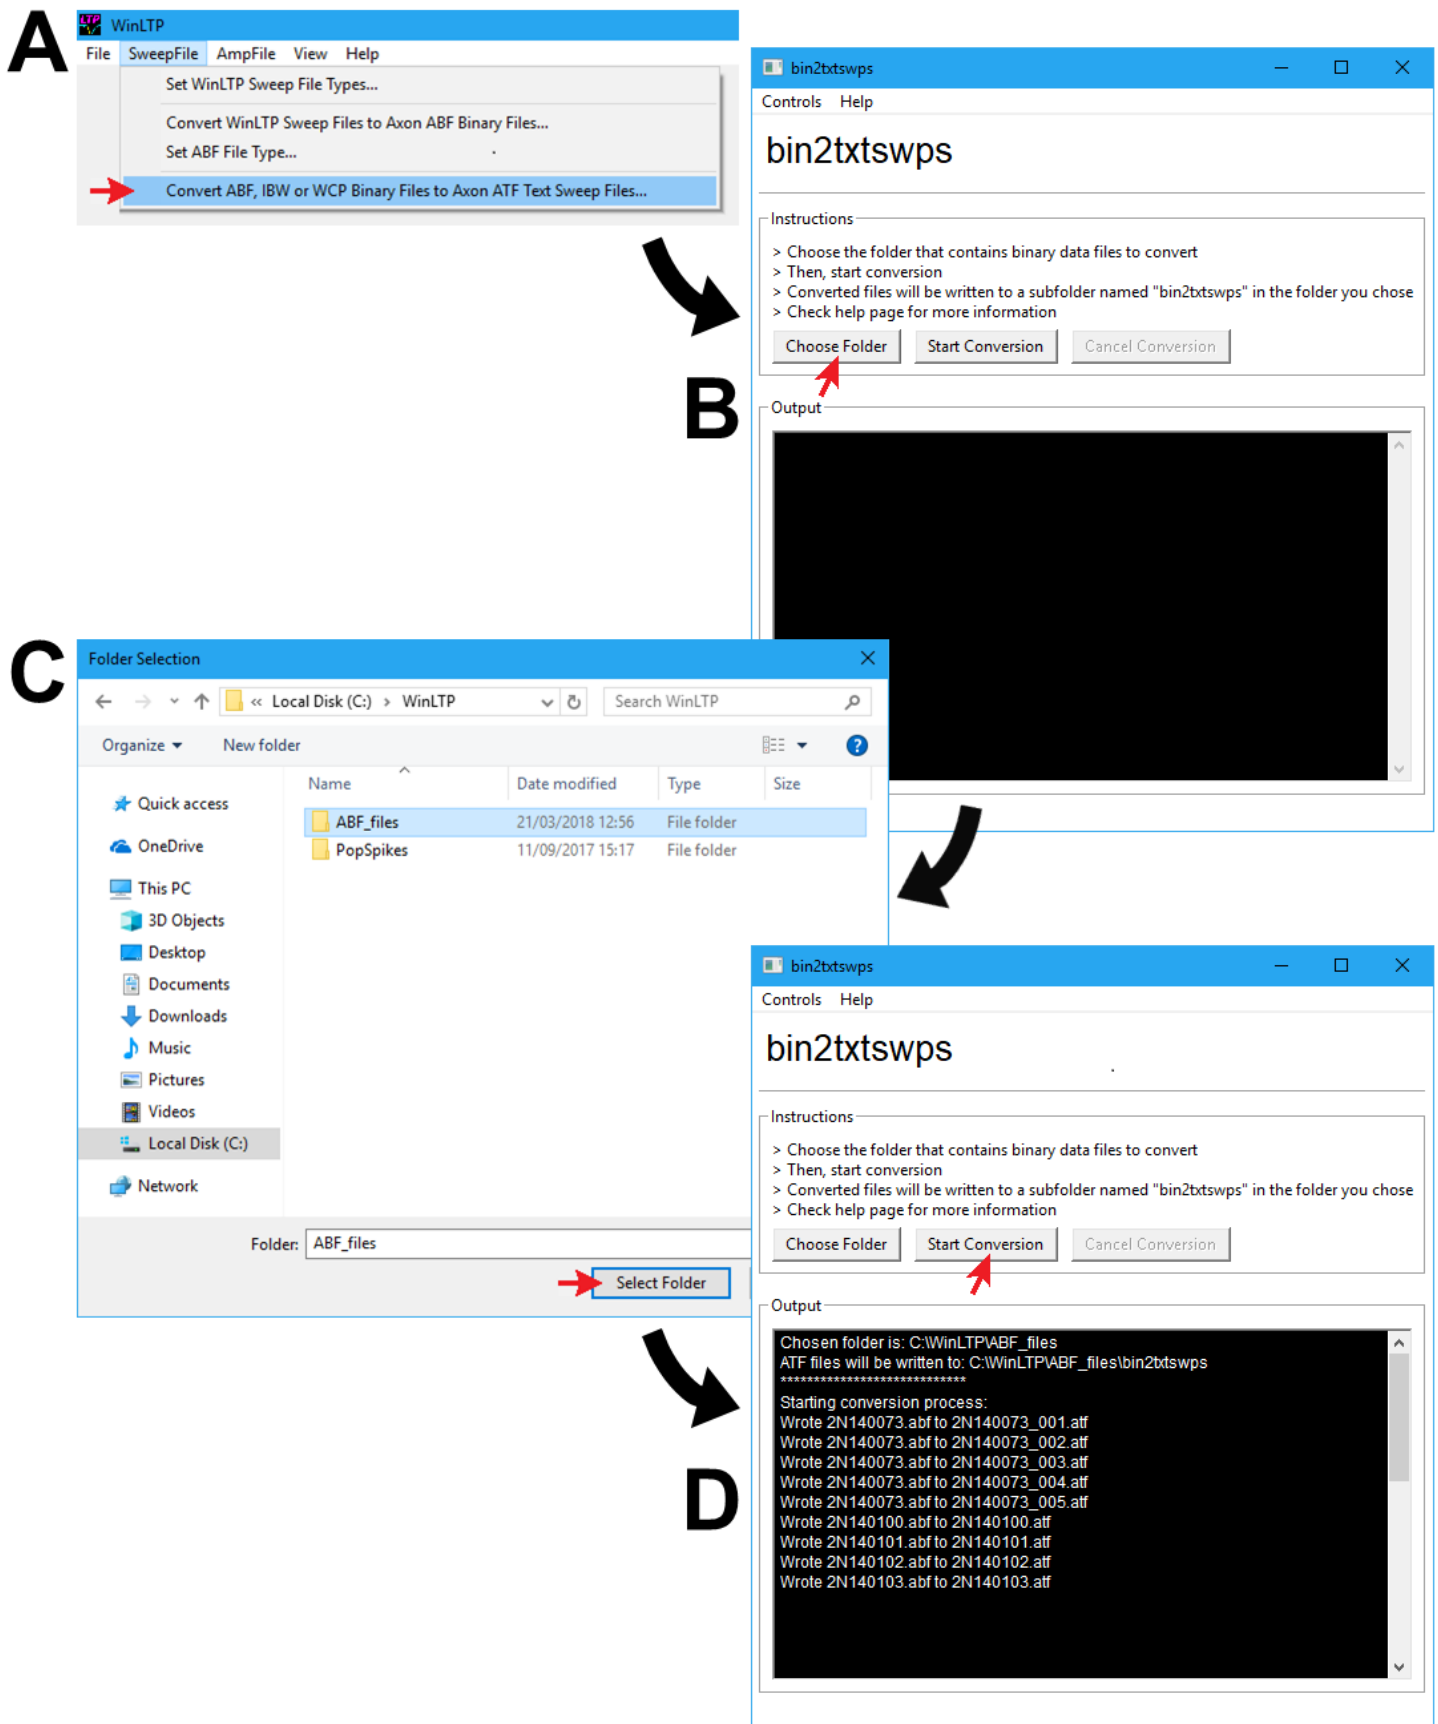 A
LTP
WinLTP
File SweepFile AmpFile View Help
Set WinLTP Sweep File Types...
Convert WinLTP Sweep Files to Axon ABF Binary Files...
Set ABF File Type...
Convert ABF, IBW or WCP Binary Files to Axon ATF Text Sweep Files...
B
bin2txtswps
Controls Help
bin2txtswps
Instructions
> Choose the folder that contains binary data files to convert
> Then, start conversion
> Converted files will be written to a subfolder named "bin2txtswps" in the folder you chose
> Check help page for more information
Choose Folder Start Conversion Cancel Conversion
Output
C
Folder Selection
« Local Disk (C:) > WinLTP Search WinLTP
Organize New folder ?
Name Date modified Type Size
Quick access
OneDrive
This PC
3D Objects
Desktop
Documents
Downloads
Music
Pictures
Videos
Local Disk (C:)
Network
ABF_files 21/03/2018 12:56 File folder
PopSpikes 11/09/2017 15:17 File folder
Folder: ABF_files
Select Folder
D
bin2txtswps
Controls Help
bin2txtswps
Instructions
> Choose the folder that contains binary data files to convert
> Then, start conversion
> Converted files will be written to a subfolder named "bin2txtswps" in the folder you chose
> Check help page for more information
Choose Folder Start Conversion Cancel Conversion
Output
Chosen folder is: C:\WinLTP\ABF_files
ATF files will be written to: C:\WinLTP\ABF_files\bin2txtswps
****************************
Starting conversion process:
Wrote 2N140073.abf to 2N140073_001.atf
Wrote 2N140073.abf to 2N140073_002.atf
Wrote 2N140073.abf to 2N140073_003.atf
Wrote 2N140073.abf to 2N140073_004.atf
Wrote 2N140073.abf to 2N140073_005.atf
Wrote 2N140100.abf to 2N140100.atf
Wrote 2N140101.abf to 2N140101.atf
Wrote 2N140102.abf to 2N140102.atf
Wrote 2N140103.abf to 2N140103.atf